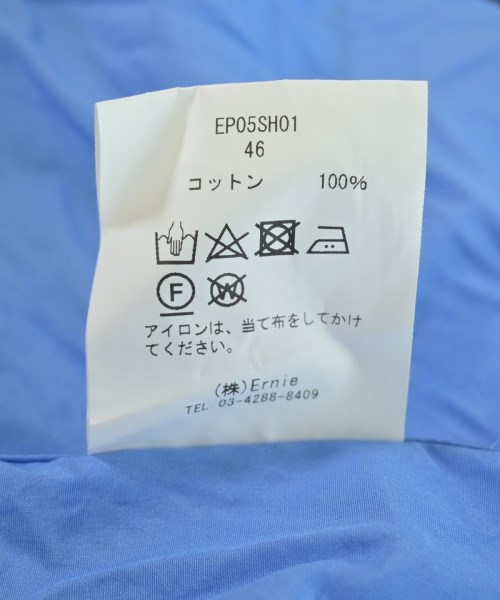 EP05SH01
46
コットン 100%
F W
アイロンは、当て布をしてかけ
てください。
(株)Ernie
TEL 03-4288-8409